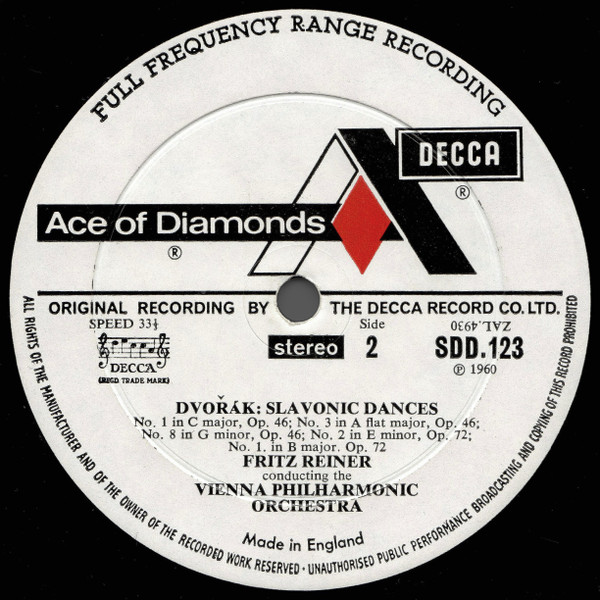 FULL FREQUENCY RANGE RECORDING
DECCA
®
Ace of Diamonds
®
ORIGINAL RECORDING BY THE DECCA RECORD CO. LTD.
SPEED 33⅓
Side
ZAL.4930
DECCA
(REGD. TRADE MARK)
stereo 2 SDD.123
℗ 1960
DVOŘÁK: SLAVONIC DANCES
No. 1 in C major, Op. 46; No. 3 in A flat major, Op. 46;
No. 8 in G minor, Op. 46; No. 2 in E minor, Op. 72;
No. 1. in B major. Op. 72
FRITZ REINER
conducting the
VIENNA PHILHARMONIC
ORCHESTRA
Made in England
ALL RIGHTS OF THE MANUFACTURER AND OF THE OWNER OF THE RECORDED WORK RESERVED · UNAUTHORISED PUBLIC PERFORMANCE BROADCASTING AND COPYING OF THIS RECORD PROHIBITED